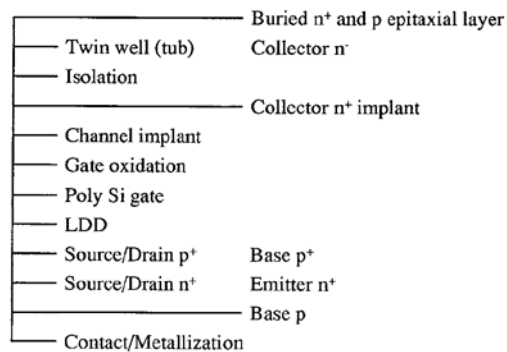 Buried n⁺ and p epitaxial layer
Twin well (tub) Collector n⁻
Isolation
Collector n⁺ implant
Channel implant
Gate oxidation
Poly Si gate
LDD
Source/Drain p⁺ Base p⁺
Source/Drain n⁺ Emitter n⁺
Base p
Contact/Metallization